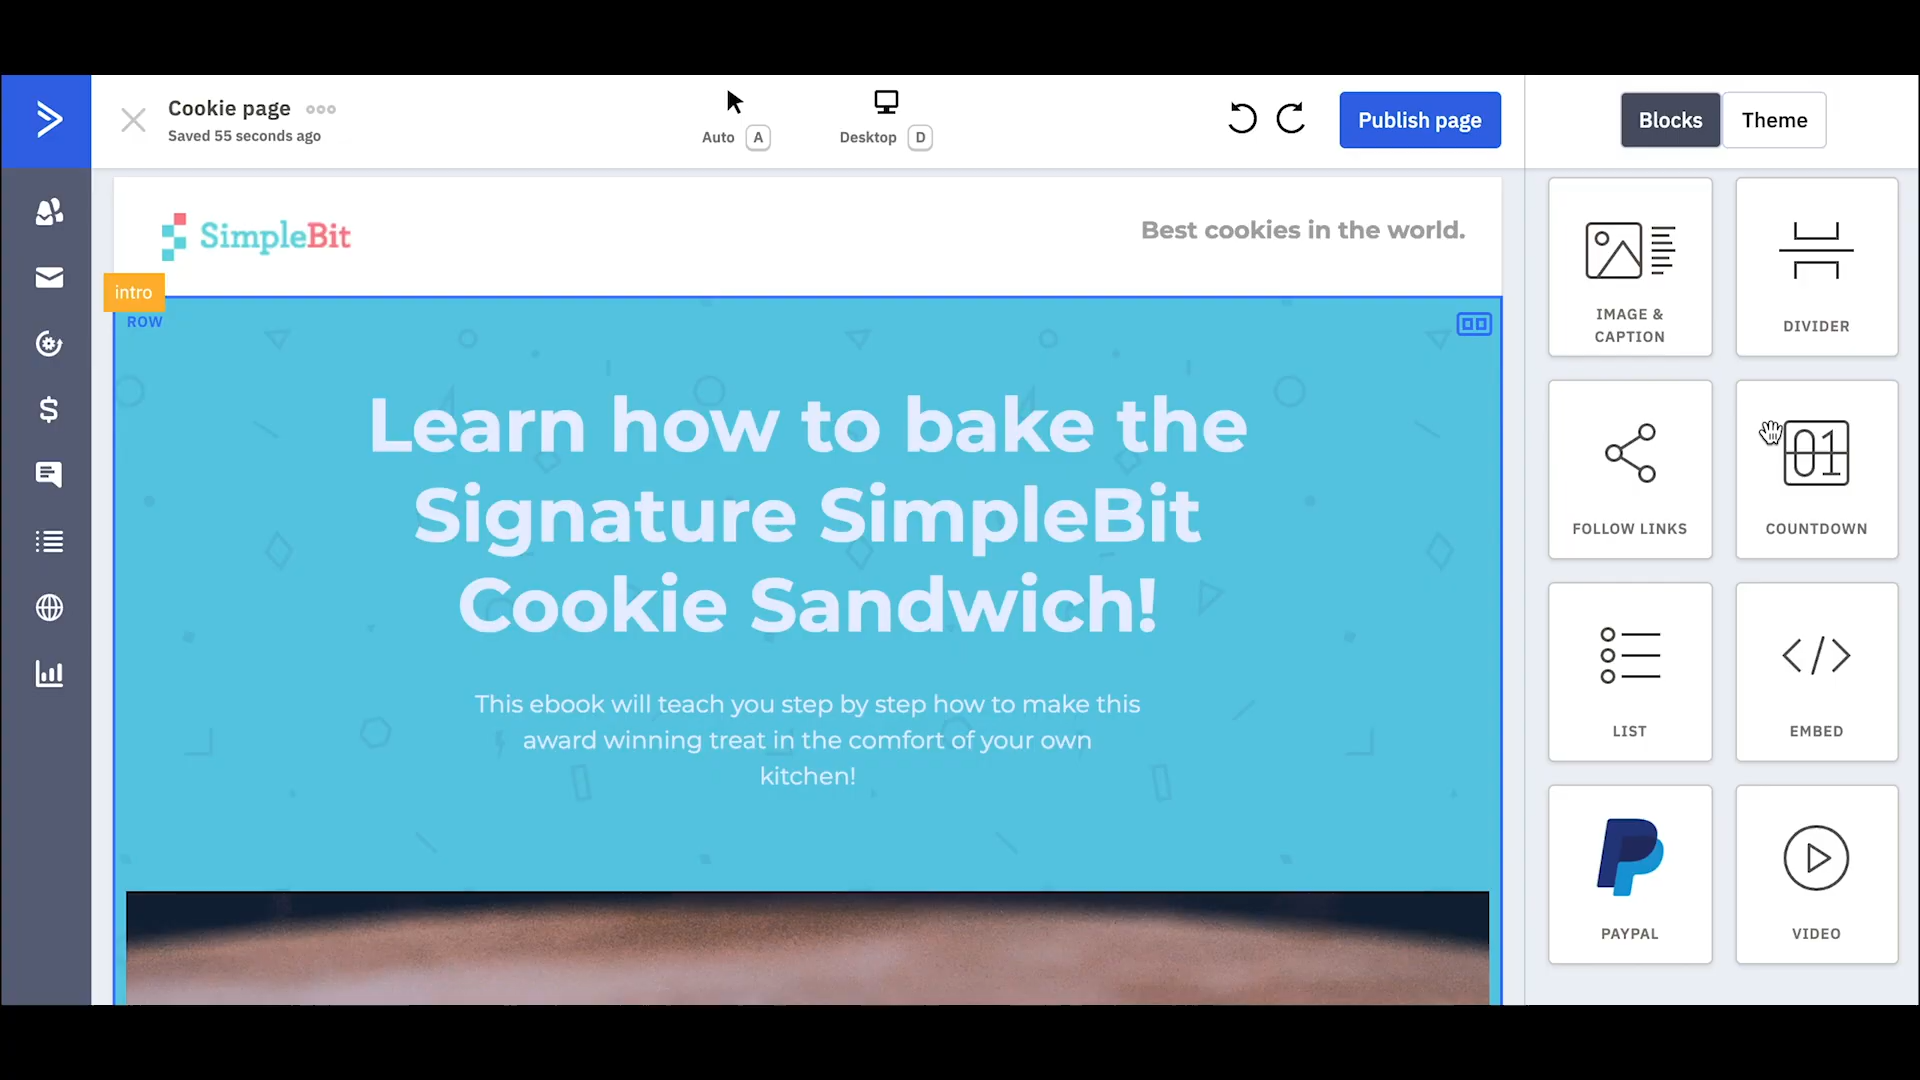 Cookie page
Saved 55 seconds ago
Auto A
Desktop D
Publish page
Blocks
Theme
SimpleBit
Best cookies in the world.
intro
ROW
Learn how to bake the
Signature SimpleBit
Cookie Sandwich!
This ebook will teach you step by step how to make this
award winning treat in the comfort of your own
kitchen!
IMAGE &
CAPTION
DIVIDER
FOLLOW LINKS
01
COUNTDOWN
LIST
EMBED
PAYPAL
VIDEO